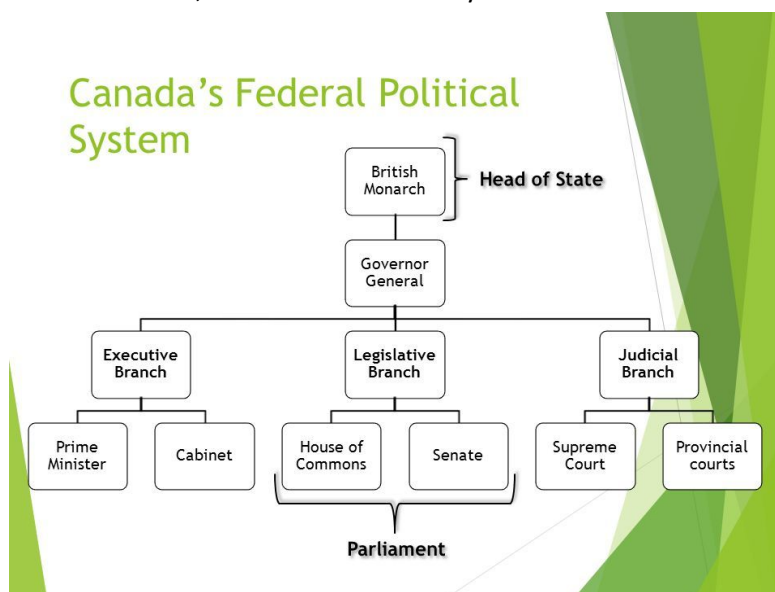 Canada's Federal Political
System
British
Monarch
Head of State
Governor
General
Executive
Branch
Legislative
Branch
Judicial
Branch
Prime
Minister
Cabinet
House of
Commons
Senate
Supreme
Court
Provincial
courts
Parliament